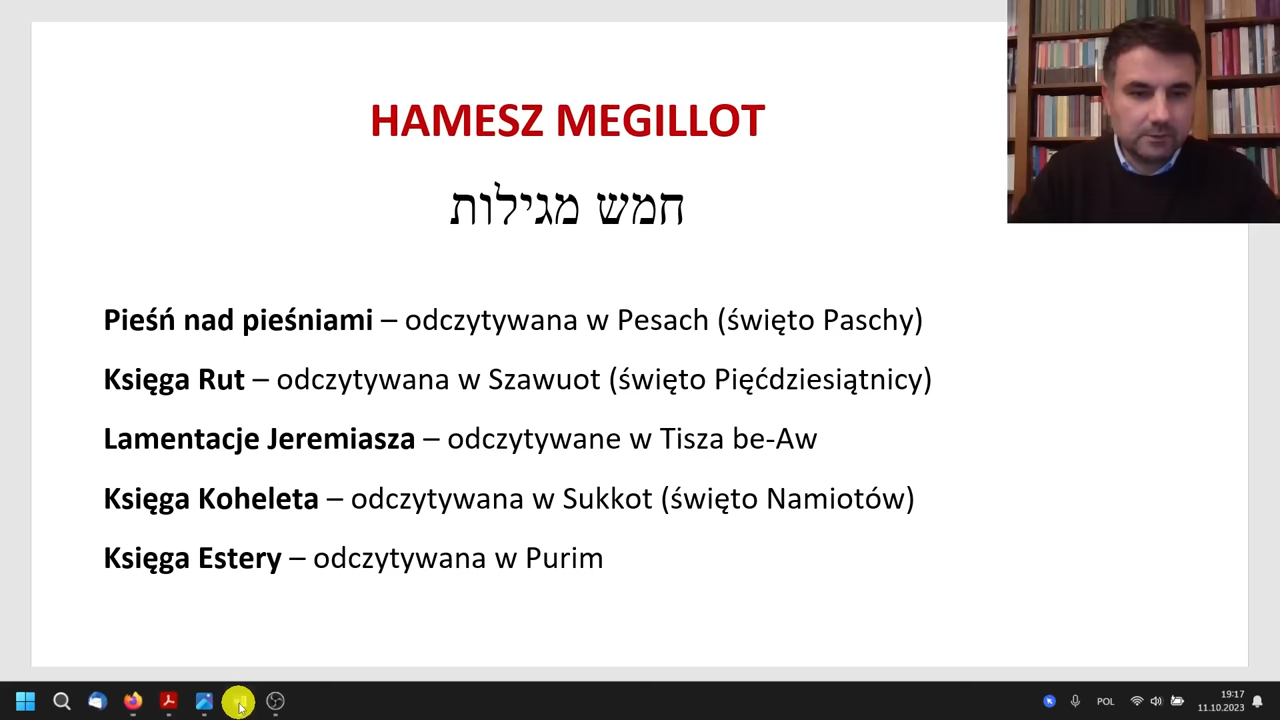 HAMESZ MEGILLOT
חמש מגילות
Pieśń nad pieśniami – odczytywana w Pesach (święto Paschy)
Księga Rut – odczytywana w Szawuot (święto Pięćdziesiątnicy)
Lamentacje Jeremiasza – odczytywane w Tisza be-Aw
Księga Koheleta – odczytywana w Sukkot (święto Namiotów)
Księga Estery – odczytywana w Purim
POL
19:17
11.10.2023